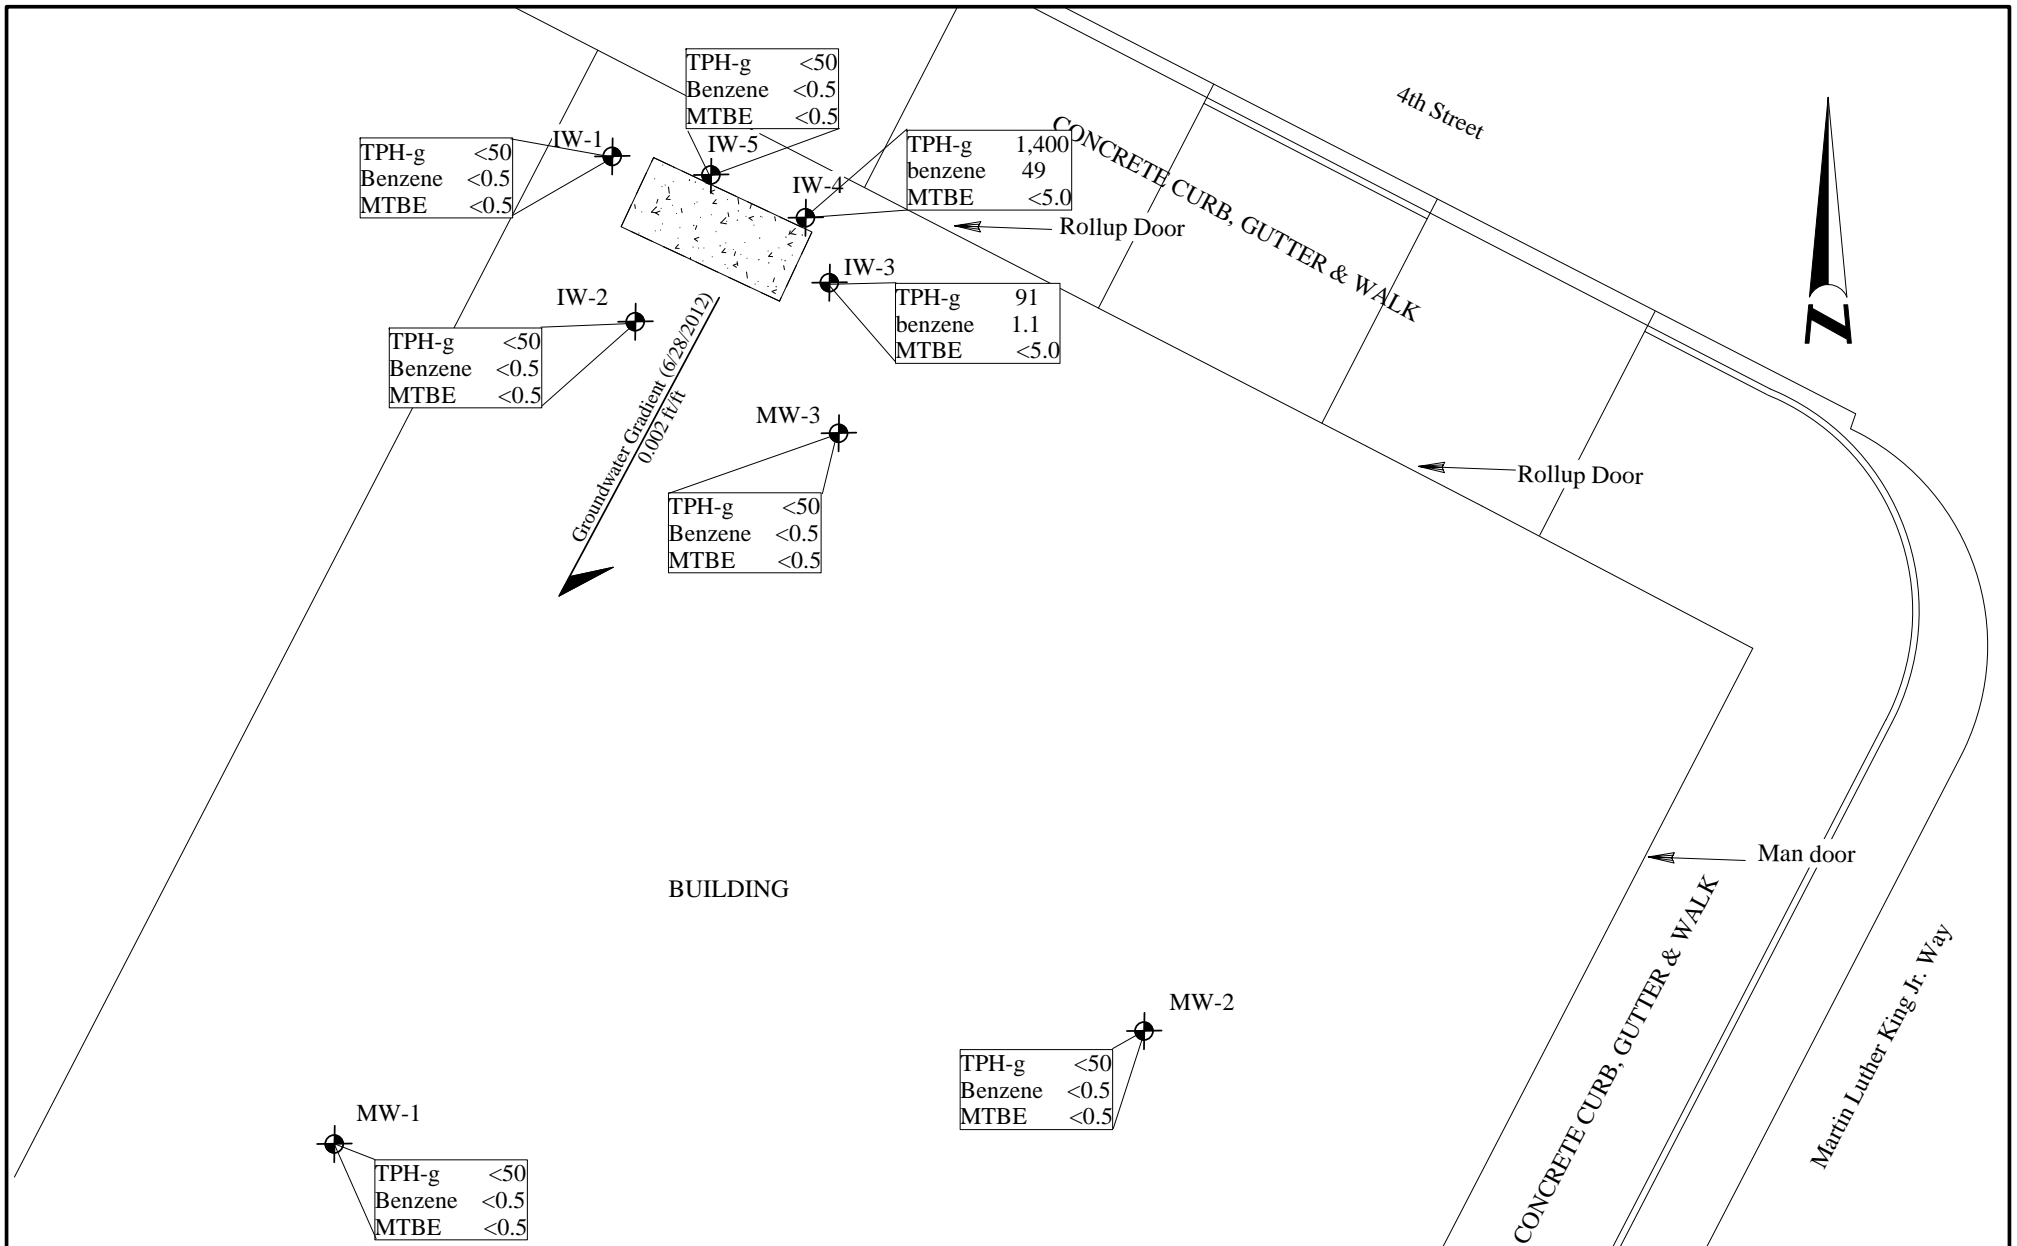 4th Street
TPH-g <50
Benzene <0.5
MTBE <0.5
IW-5
IW-1
TPH-g <50
Benzene <0.5
MTBE <0.5
IW-4
TPH-g 1,400
benzene 49
MTBE <5.0
CONCRETE CURB, GUTTER & WALK
Rollup Door
IW-3
TPH-g 91
benzene 1.1
MTBE <5.0
IW-2
TPH-g <50
Benzene <0.5
MTBE <0.5
Groundwater Gradient (6/28/2012)
0.002 ft/ft
N
MW-3
TPH-g <50
Benzene <0.5
MTBE <0.5
Rollup Door
Man door
BUILDING
CONCRETE CURB, GUTTER & WALK
Martin Luther King Jr. Way
MW-2
TPH-g <50
Benzene <0.5
MTBE <0.5
MW-1
TPH-g <50
Benzene <0.5
MTBE <0.5